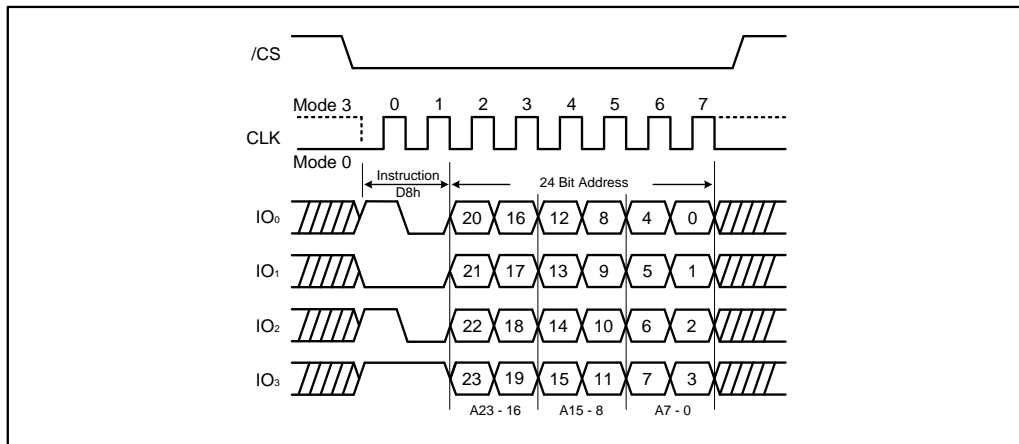 /CS
Mode 3 0 1 2 3 4 5 6 7
CLK
Mode 0
Instruction
D8h
24 Bit Address
IO₀ 20 16 12 8 4 0
IO₁ 21 17 13 9 5 1
IO₂ 22 18 14 10 6 2
IO₃ 23 19 15 11 7 3
A23 - 16 A15 - 8 A7 - 0